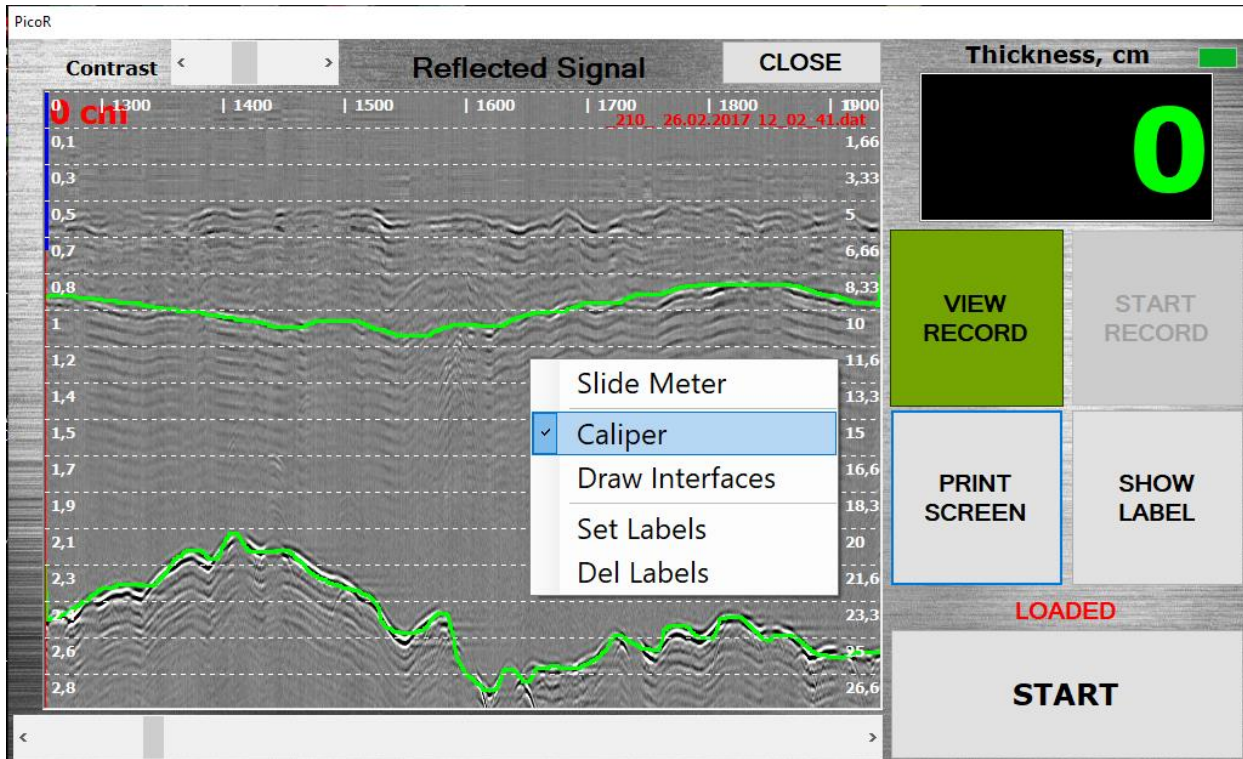 PicoR
Contrast
Reflected Signal
CLOSE
Thickness, cm
0 cm
| 1300 | 1400 | 1500 | 1600 | 1700 | 1800 | 1900
_210_ 26.02.2017 12_02_41.dat
0
0,1 1,66
0,3 3,33
0,5 5
0,7 6,66
0,8 8,33
1 10
1,2 11,6
1,4 13,3
1,5 15
1,7 16,6
1,9 18,3
2,1 20
2,3 21,6
23,3
2,6 25
2,8 26,6
Slide Meter
Caliper
Draw Interfaces
Set Labels
Del Labels
VIEW
RECORD
START
RECORD
PRINT
SCREEN
SHOW
LABEL
LOADED
START